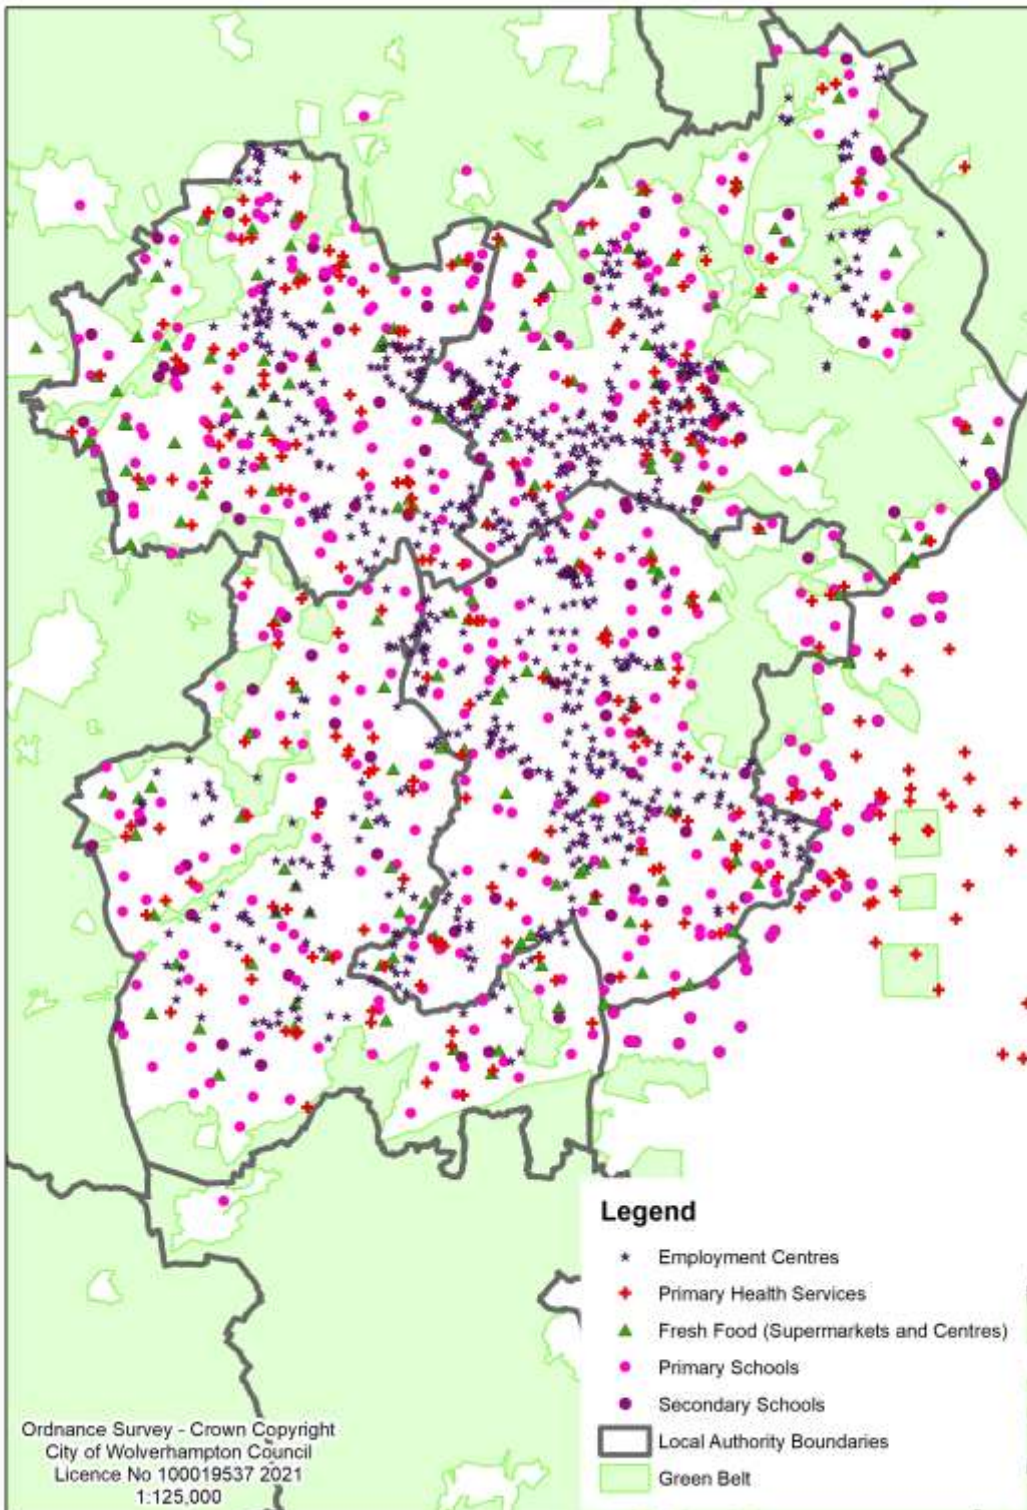 Legend
Employment Centres
Primary Health Services
Fresh Food (Supermarkets and Centres)
Primary Schools
Secondary Schools
Local Authority Boundaries
Green Belt
Ordnance Survey - Crown Copyright
City of Wolverhampton Council
Licence No 100019537 2021
1:125,000